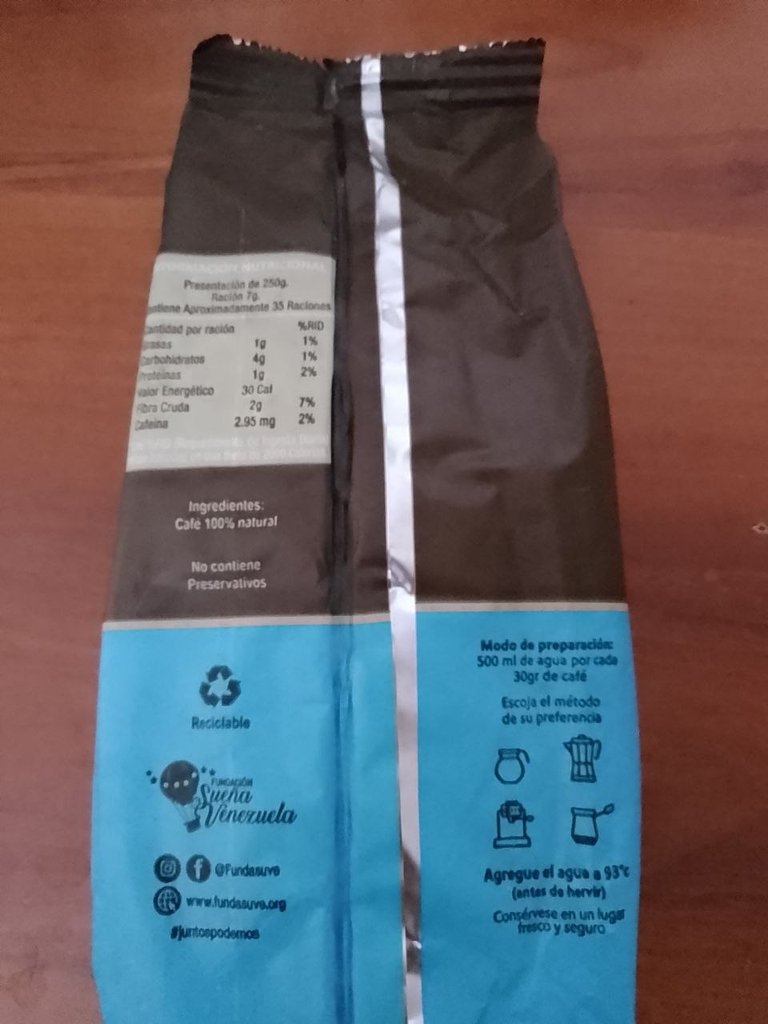 INFORMACIÓN NUTRICIONAL
Presentación de 250g.
Ración 7g.
ontiene Aproximadamente 35 Raciones
Cantidad por ración %RID
Grasas 1g 1%
Carbohidratos 4g 1%
Proteínas 1g 2%
Valor Energético 30 Cal
Fibra Cruda 2g 7%
Cafeína 2.95 mg 2%
Ingredientes:
Café 100% natural
No contiene
Preservativos
Reciclable
FUNDACIÓN
Sueña
Venezuela
@Fundasuve
www.fundasuve.org
#juntospodemos
Modo de preparación:
500 ml de agua por cada
30gr de café
Escoja el método
de su preferencia
Agregue el agua a 93°c
(antes de hervir)
Consérvese en un lugar
fresco y seguro